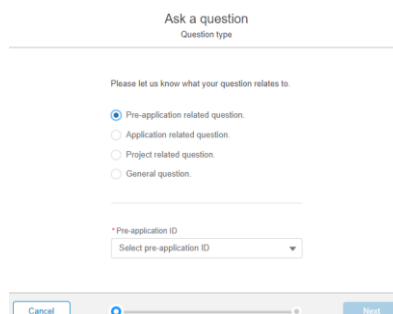 Ask a question
Question type
Please let us know what your question relates to.
Pre-application related question.
Application related question.
Project related question.
General question.
* Pre-application ID
Select pre-application ID
Cancel
Next